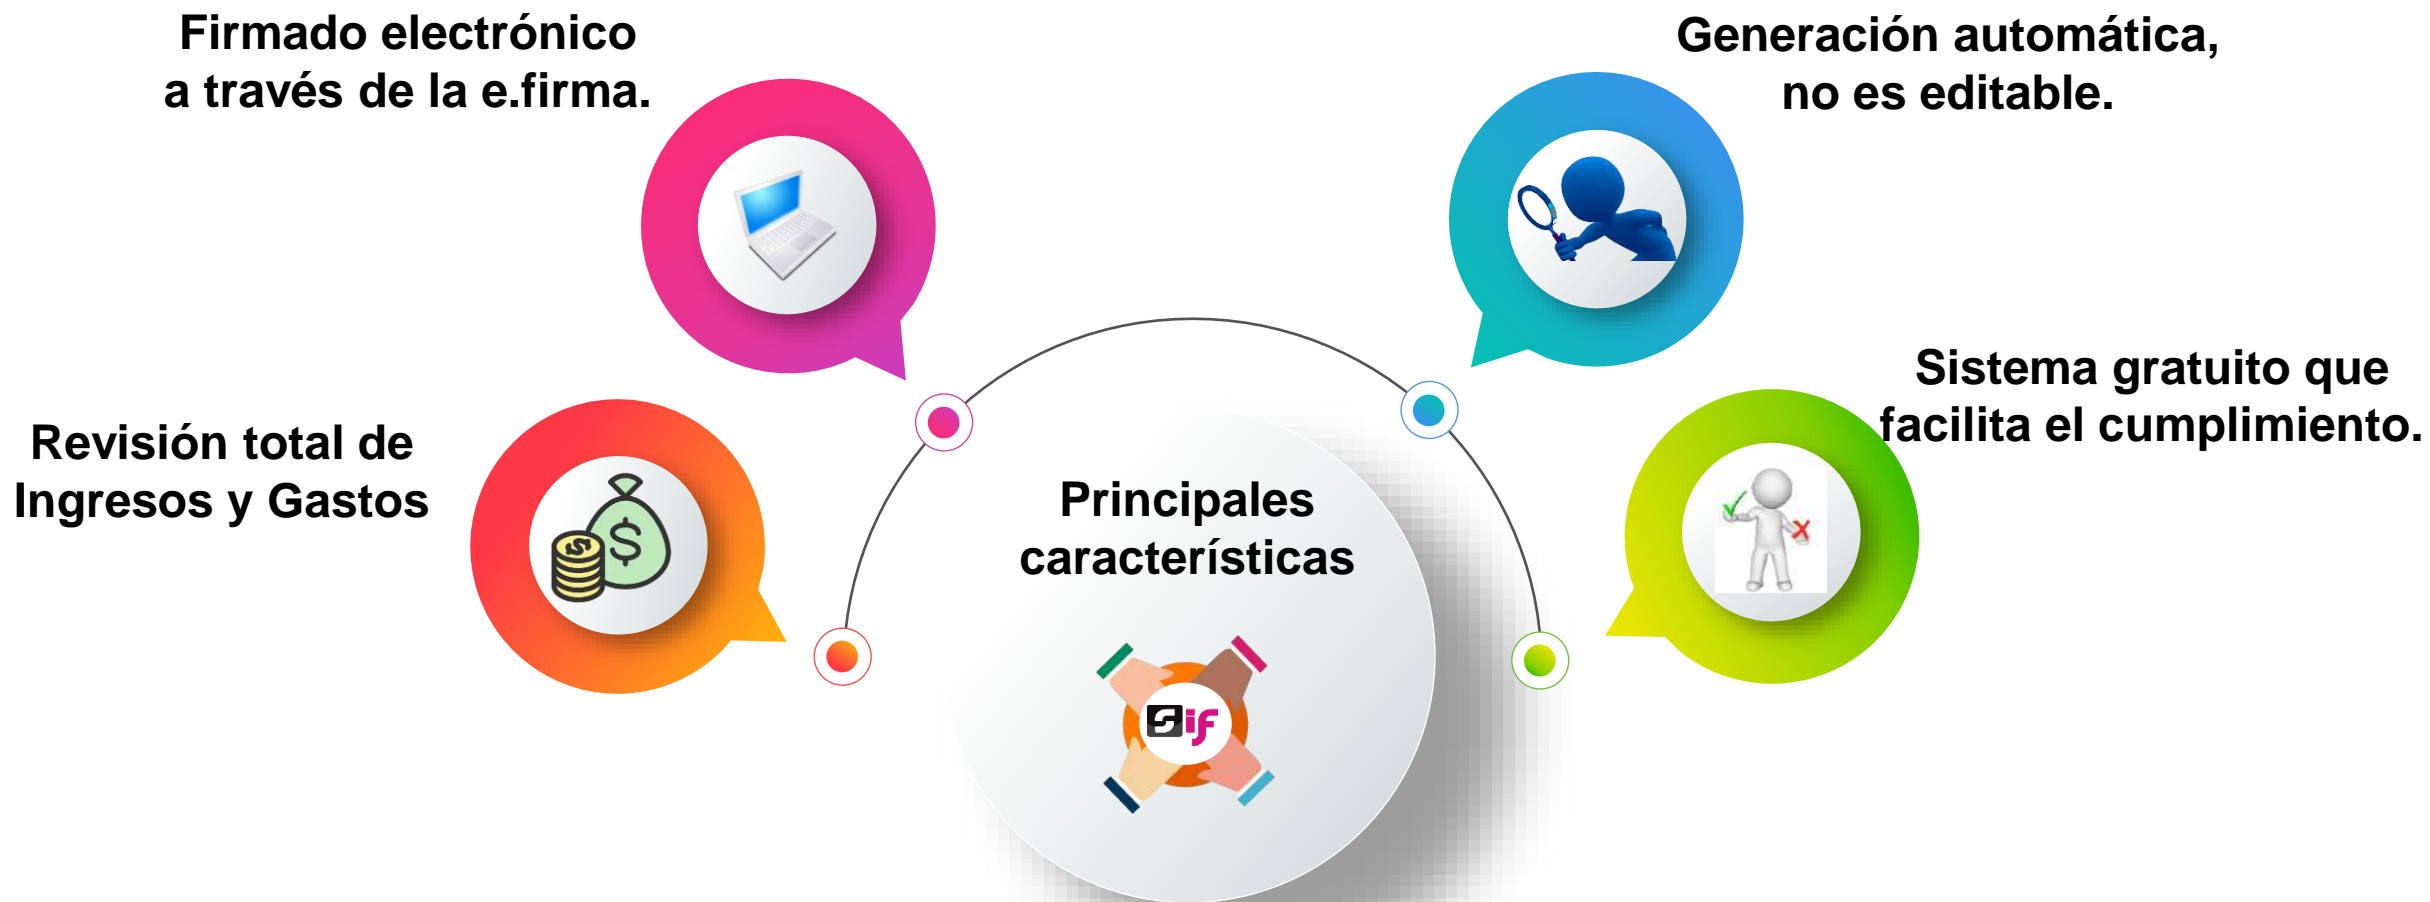 Firmado electrónico
a través de la e.firma.
Generación automática,
no es editable.
Revisión total de
Ingresos y Gastos
Sistema gratuito que
facilita el cumplimiento.
Principales
características
Sif
$
$